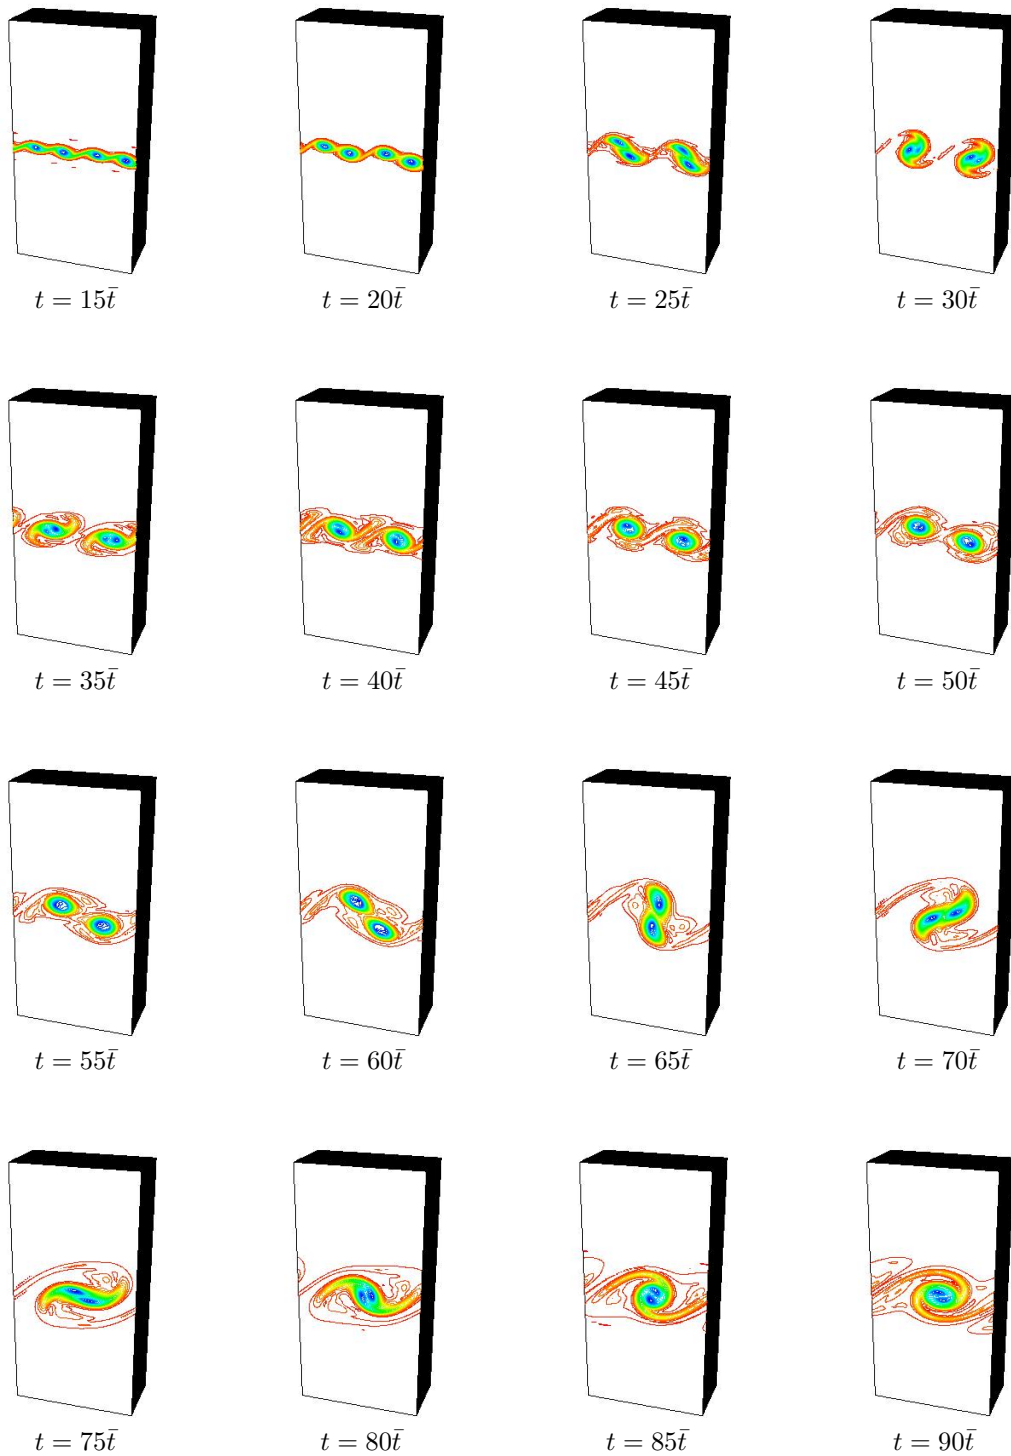 t = 15t̄
t = 20t̄
t = 25t̄
t = 30t̄
t = 35t̄
t = 40t̄
t = 45t̄
t = 50t̄
t = 55t̄
t = 60t̄
t = 65t̄
t = 70t̄
t = 75t̄
t = 80t̄
t = 85t̄
t = 90t̄